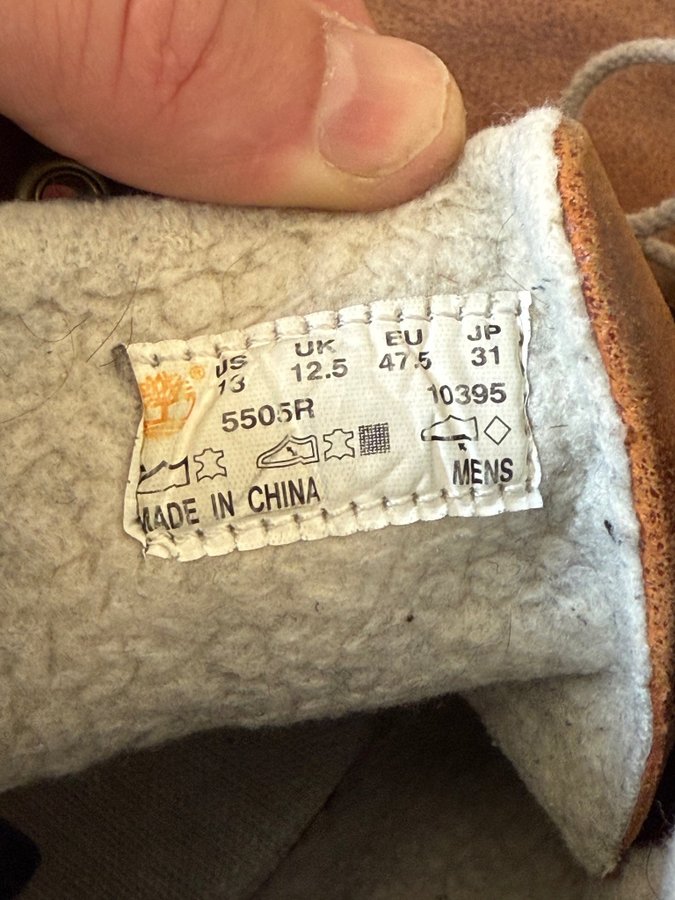 US UK EU JP
13 12.5 47.5 31
5505R 10395
MENS
MADE IN CHINA